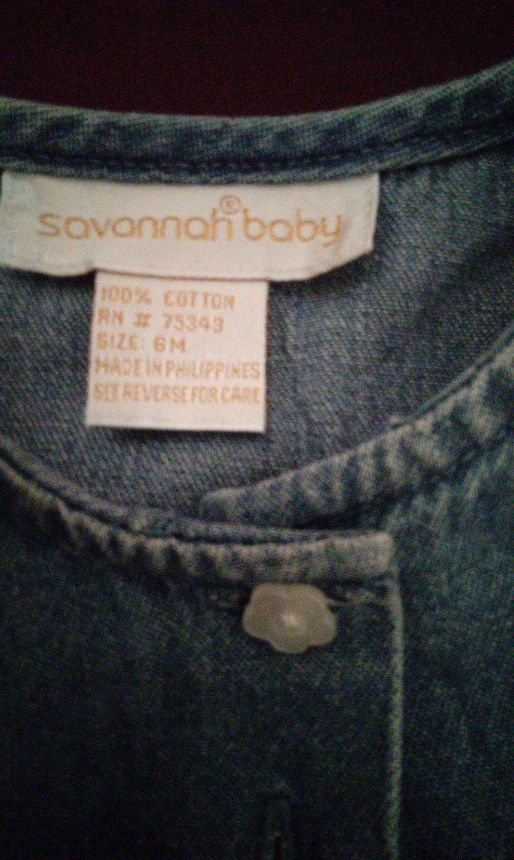 savannah® baby
100% COTTON
RN # 75343
SIZE: 6M
MADE IN PHILIPPINES
SEE REVERSE FOR CARE